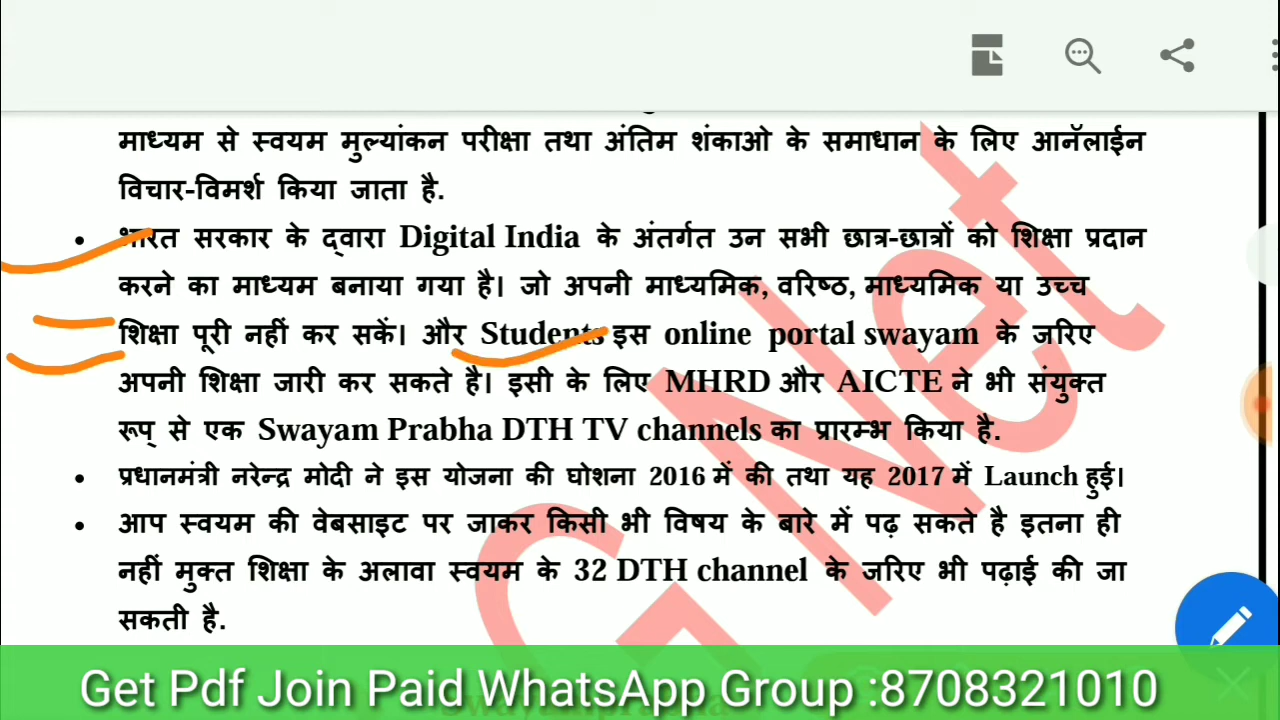 माध्यम से स्वयम मुल्यांकन परीक्षा तथा अंतिम शंकाओ के समाधान के लिए आनॅलाईन
विचार-विमर्श किया जाता है.
• भारत सरकार के द्वारा Digital India के अंतर्गत उन सभी छात्र-छात्रों को शिक्षा प्रदान
करने का माध्यम बनाया गया है। जो अपनी माध्यमिक, वरिष्ठ, माध्यमिक या उच्च
शिक्षा पूरी नहीं कर सकें। और Students इस online portal swayam के जरिए
अपनी शिक्षा जारी कर सकते है। इसी के लिए MHRD और AICTE ने भी संयुक्त
रूप् से एक Swayam Prabha DTH TV channels का प्रारम्भ किया है.
• प्रधानमंत्री नरेन्द्र मोदी ने इस योजना की घोशना 2016 में की तथा यह 2017 में Launch हुई।
• आप स्वयम की वेबसाइट पर जाकर किसी भी विषय के बारे में पढ़ सकते है इतना ही
नहीं मुक्त शिक्षा के अलावा स्वयम के 32 DTH channel के जरिए भी पढ़ाई की जा
सकती है.
G Net
Get Pdf Join Paid WhatsApp Group :8708321010